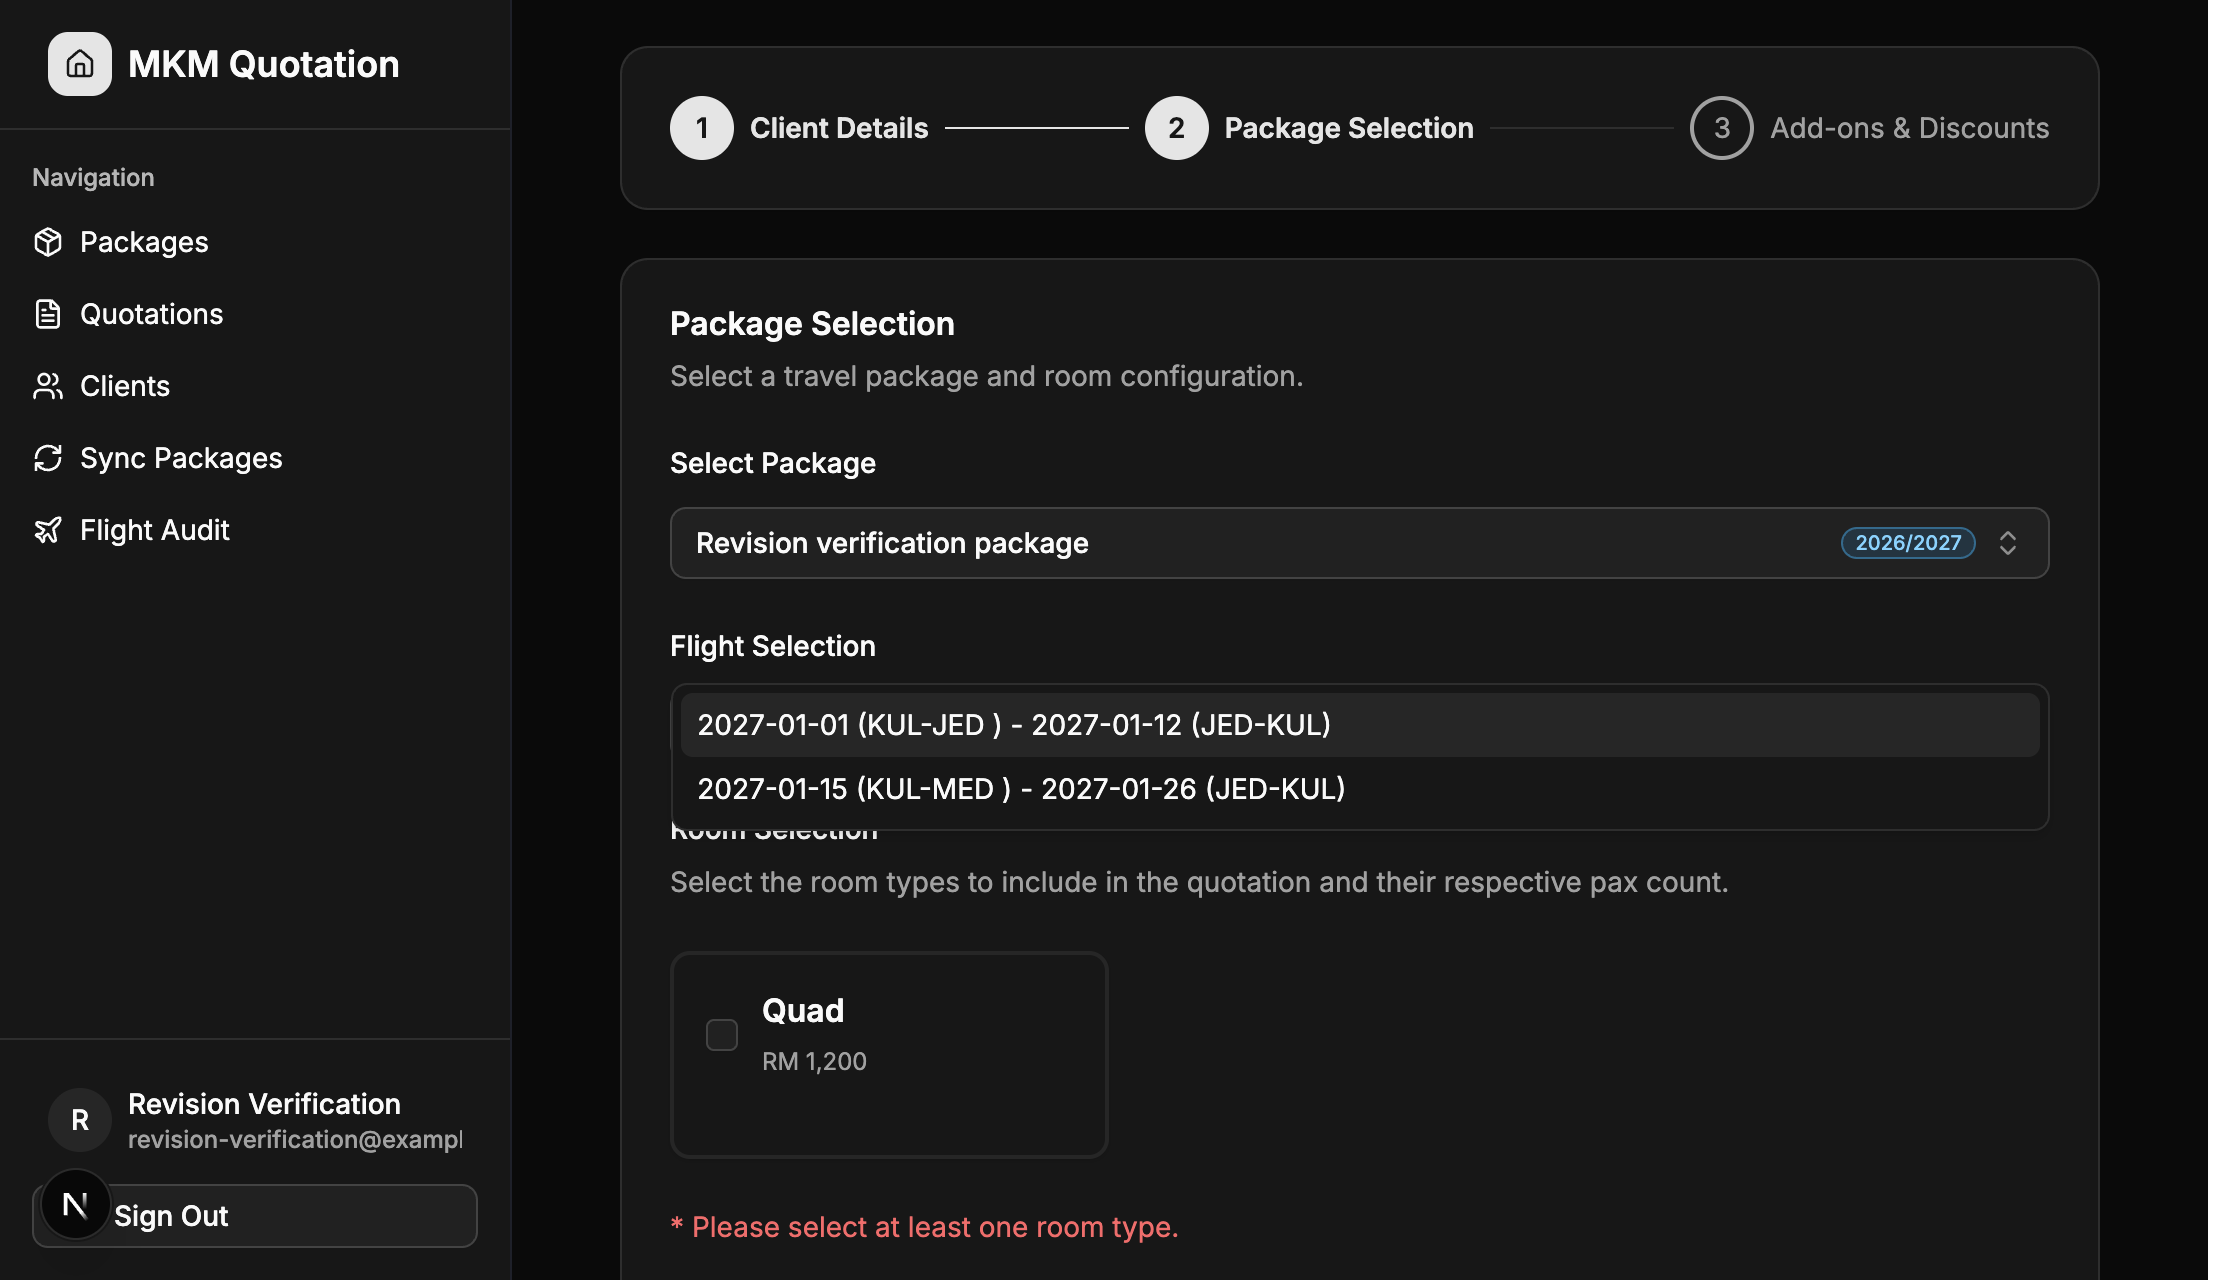 MKM Quotation
Navigation
Packages
Quotations
Clients
Sync Packages
Flight Audit
R
Revision Verification
revision-verification@exampl
N
Sign Out
1 Client Details
2 Package Selection
3 Add-ons & Discounts
Package Selection
Select a travel package and room configuration.
Select Package
Revision verification package 2026/2027
Flight Selection
2027-01-01 (KUL-JED ) - 2027-01-12 (JED-KUL)
2027-01-15 (KUL-MED ) - 2027-01-26 (JED-KUL)
Room Selection
Select the room types to include in the quotation and their respective pax count.
Quad
RM 1,200
* Please select at least one room type.